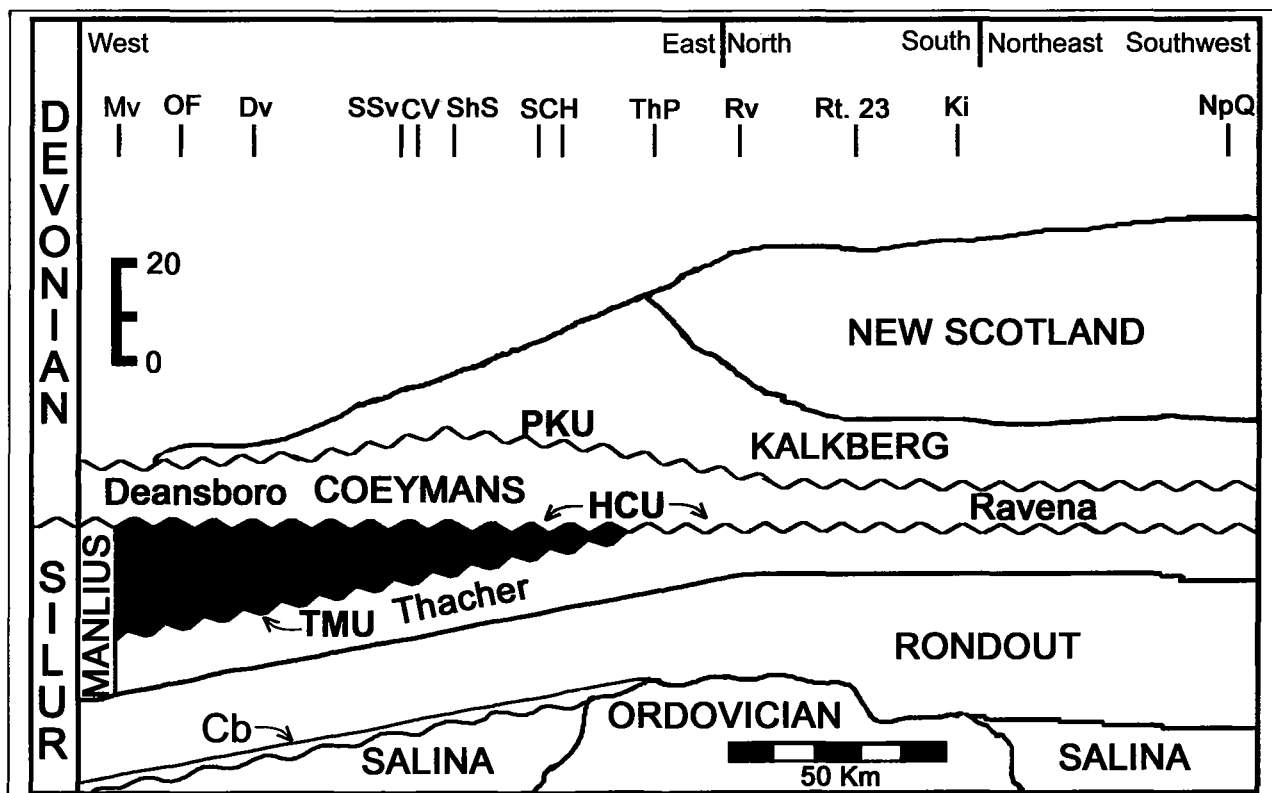 West East North South Northeast Southwest
Mv OF Dv SSv CV ShS SC H ThP Rv Rt. 23 Ki NpQ
DEVONIAN
20
0
NEW SCOTLAND
PKU
KALKBERG
Deansboro COEYMANS
HCU
Ravena
SILUR
MANLIUS
Thacher
TMU
RONDOUT
Cb
ORDOVICIAN
SALINA
SALINA
50 Km